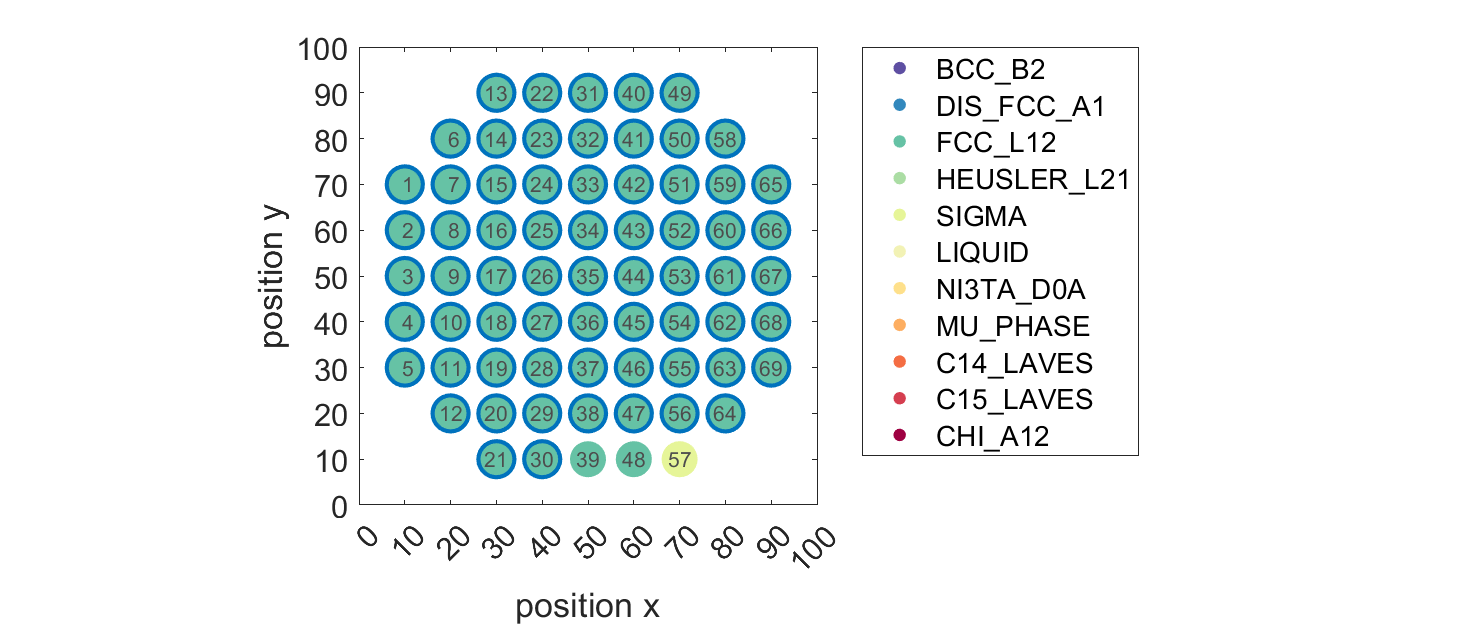 100
90
80
70
60
50
40
30
20
10
0
position y
13 22 31 40 49
6 14 23 32 41 50 58
1 7 15 24 33 42 51 59 65
2 8 16 25 34 43 52 60 66
3 9 17 26 35 44 53 61 67
4 10 18 27 36 45 54 62 68
5 11 19 28 37 46 55 63 69
12 20 29 38 47 56 64
21 30 39 48 57
0 10 20 30 40 50 60 70 80 90 100
position x
BCC_B2
DIS_FCC_A1
FCC_L12
HEUSLER_L21
SIGMA
LIQUID
NI3TA_D0A
MU_PHASE
C14_LAVES
C15_LAVES
CHI_A12